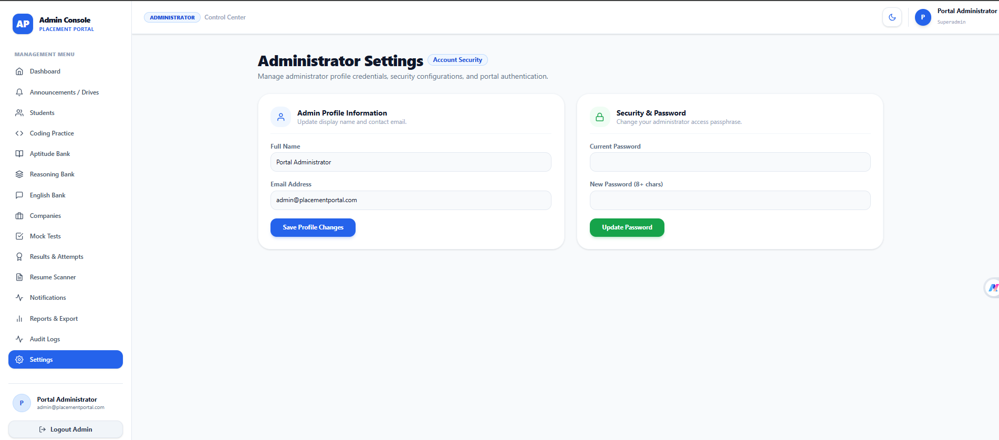 AP
Admin Console
PLACEMENT PORTAL
MANAGEMENT MENU
Dashboard
Announcements / Drives
Students
Coding Practice
Aptitude Bank
Reasoning Bank
English Bank
Companies
Mock Tests
Results & Attempts
Resume Scanner
Notifications
Reports & Export
Audit Logs
Settings
P
Portal Administrator
admin@placementportal.com
Logout Admin
ADMINISTRATOR Control Center
P
Portal Administrator
Superadmin
Administrator Settings Account Security
Manage administrator profile credentials, security configurations, and portal authentication.
Admin Profile Information
Update display name and contact email.
Full Name
Portal Administrator
Email Address
admin@placementportal.com
Save Profile Changes
Security & Password
Change your administrator access passphrase.
Current Password
New Password (8+ chars)
Update Password